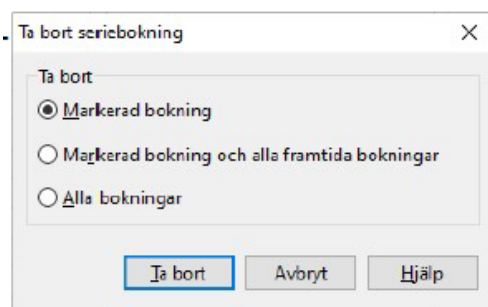 Ta bort seriebokning
Ta bort
Markerad bokning
Markerad bokning och alla framtida bokningar
Alla bokningar
Ta bort Avbryt Hjälp